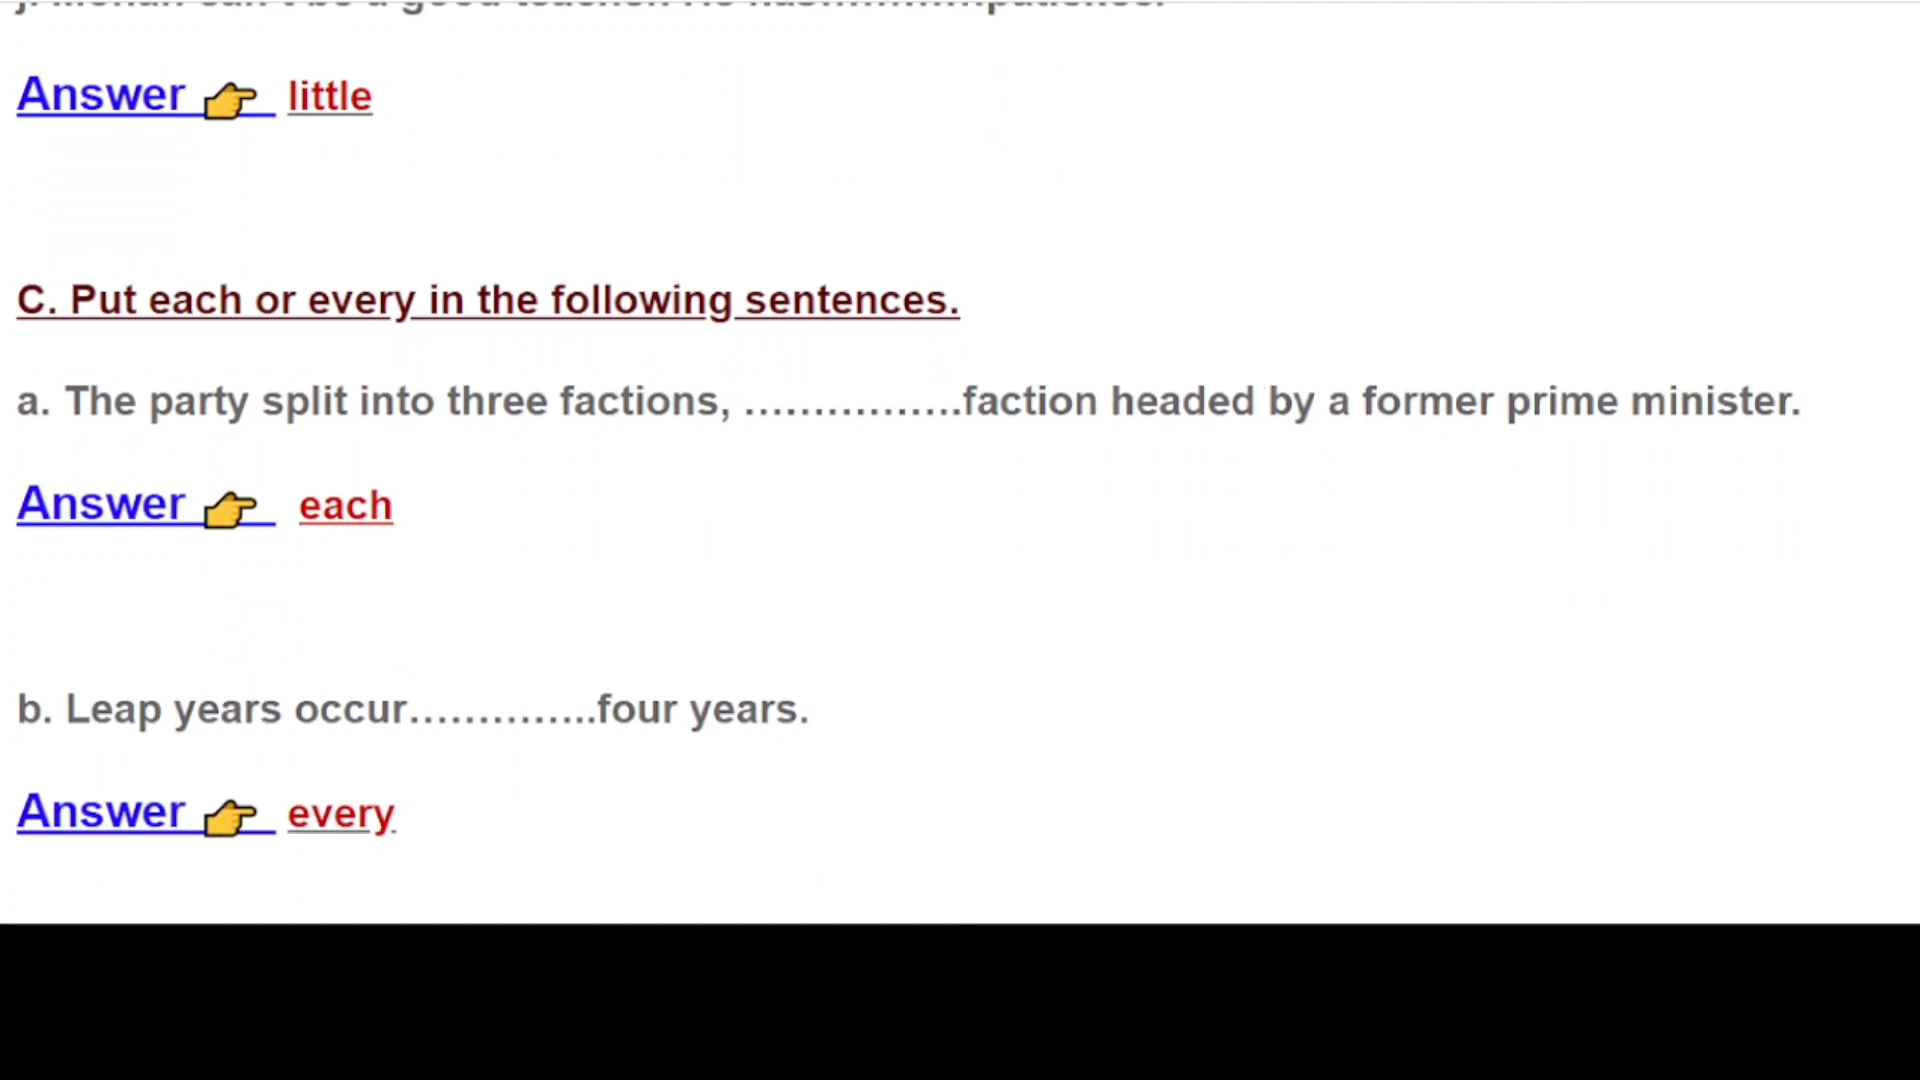 Answer 👉 little
C. Put each or every in the following sentences.
a. The party split into three factions, …………….faction headed by a former prime minister.
Answer 👉 each
b. Leap years occur…………..four years.
Answer 👉 every